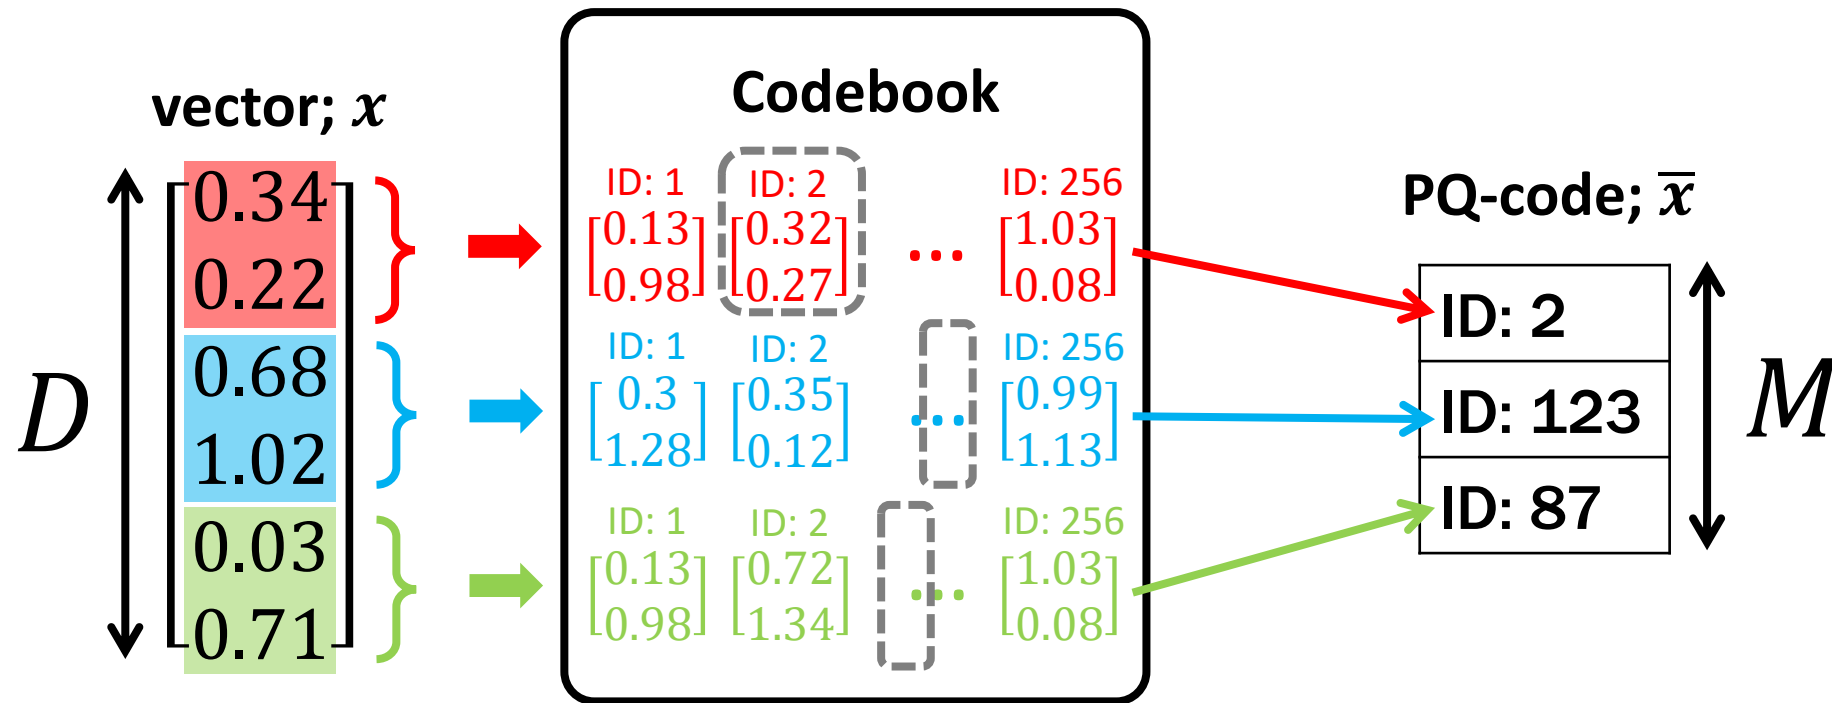 vector; x
D
0.34
0.22
0.68
1.02
0.03
0.71
Codebook
ID: 1 ID: 2 ID: 256
0.13 0.32 ... 1.03
0.98 0.27 0.08
ID: 1 ID: 2 ID: 256
0.3 0.35 ... 0.99
1.28 0.12 1.13
ID: 1 ID: 2 ID: 256
0.13 0.72 ... 1.03
0.98 1.34 0.08
PQ-code; x̅
ID: 2
ID: 123
ID: 87
M